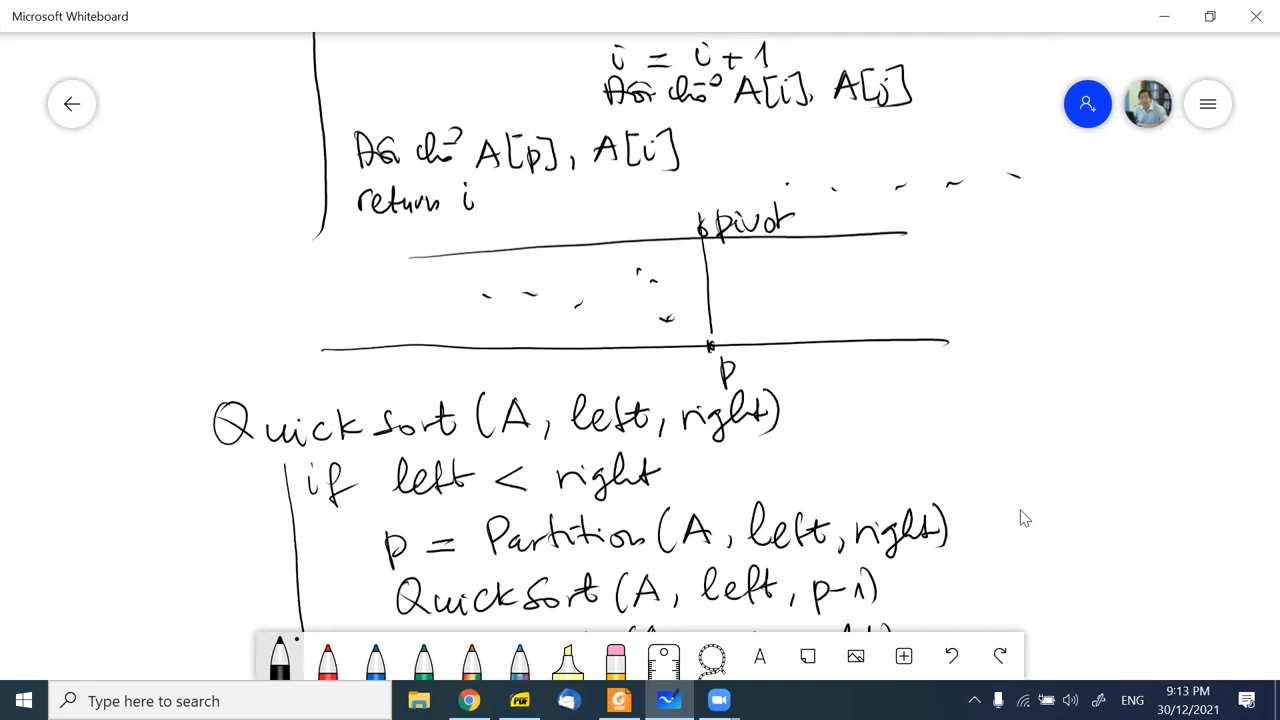 Microsoft Whiteboard
i = i + 1
Đổi chỗ A[i], A[j]
Đổi chỗ A[p], A[i]
return i
pivot
p
QuickSort (A, left, right)
if left < right
p = Partition (A, left, right)
QuickSort (A, left, p-1)
A
Type here to search
PDF
ENG
9:13 PM
30/12/2021